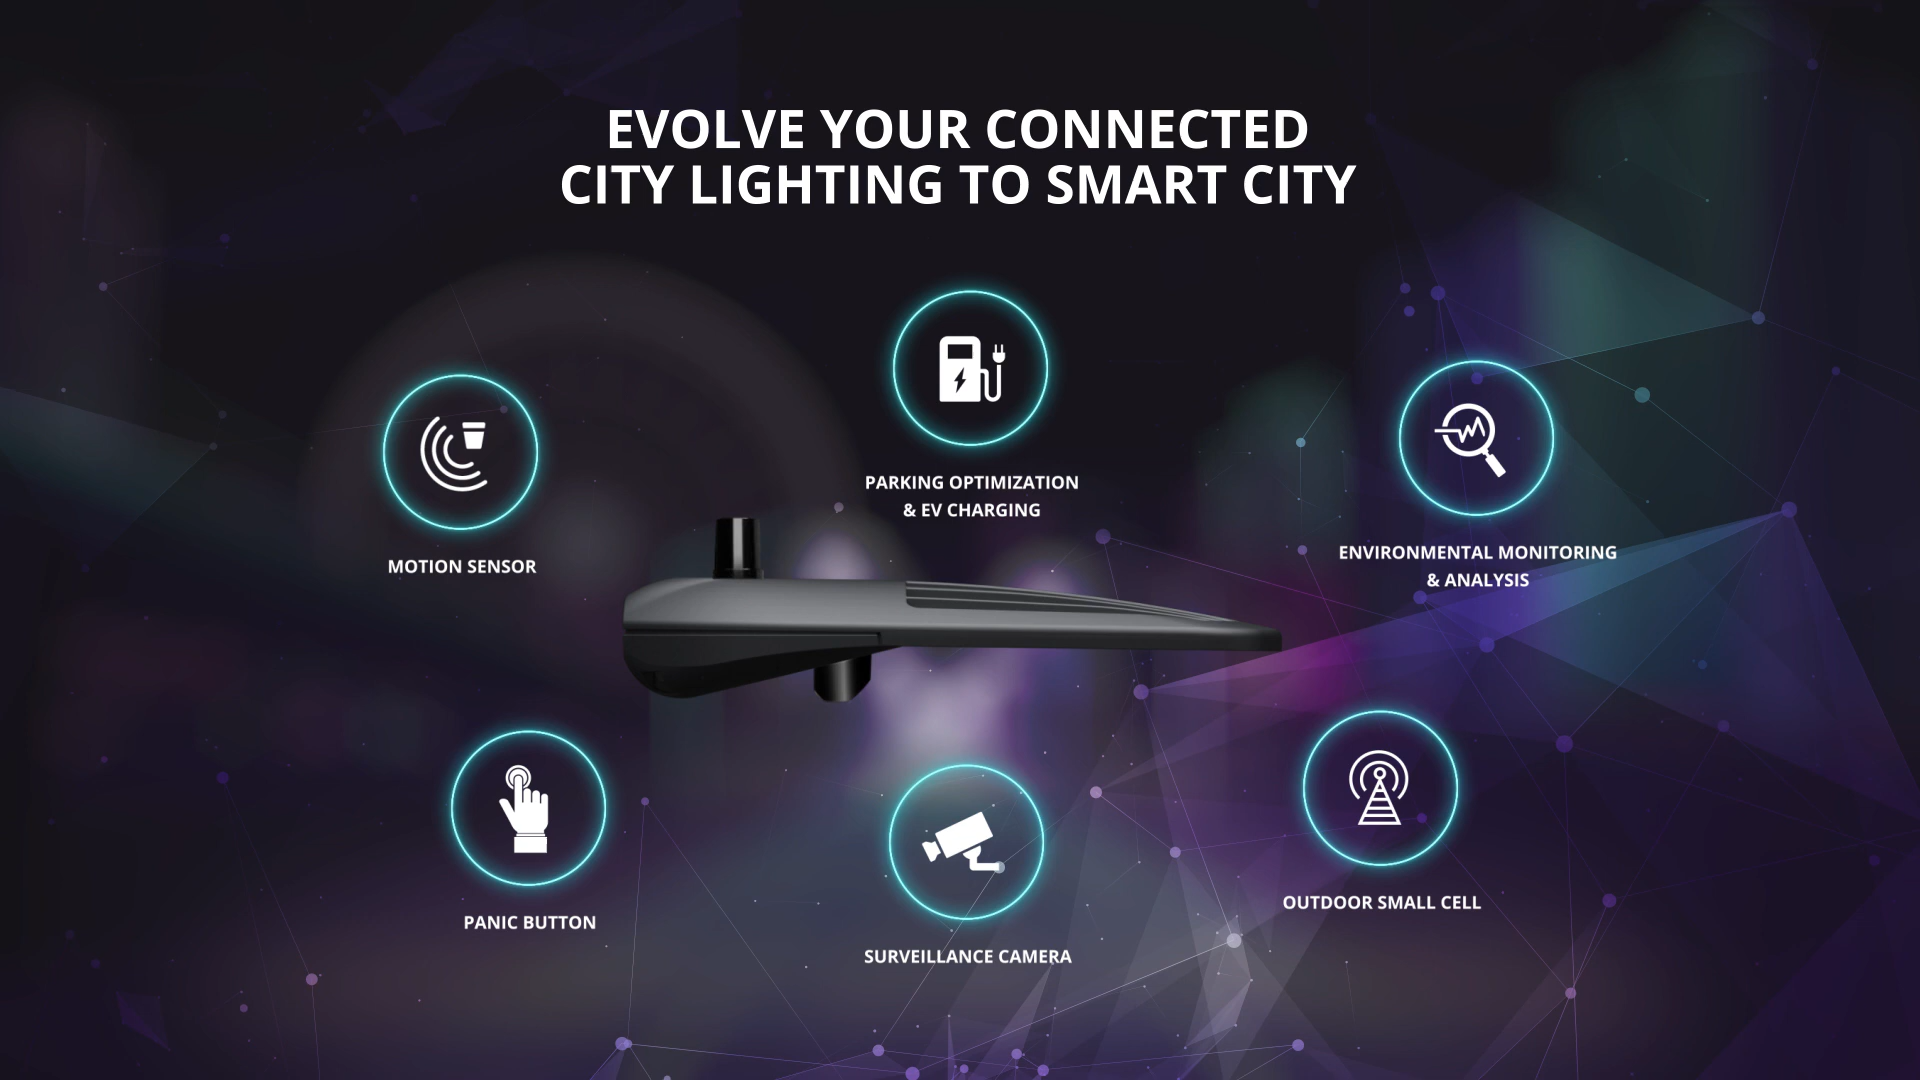 EVOLVE YOUR CONNECTED
CITY LIGHTING TO SMART CITY
PARKING OPTIMIZATION
& EV CHARGING
MOTION SENSOR
ENVIRONMENTAL MONITORING
& ANALYSIS
PANIC BUTTON
SURVEILLANCE CAMERA
OUTDOOR SMALL CELL